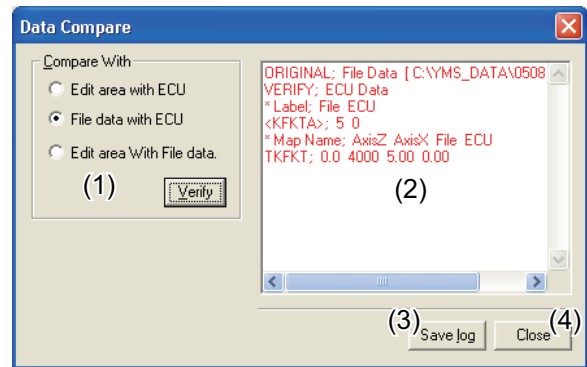 Data Compare
Compare With
Edit area with ECU
File data with ECU
Edit area With File data.
(1)
Verify
ORIGINAL; File Data [ C:\YMS_DATA\0508
VERIFY; ECU Data
* Label; File ECU
<KFKTA>; 5 0
* Map Name; AxisZ AxisX File ECU
TKFKT; 0.0 4000 5.00 0.00
(2)
(3)
Save log
(4)
Close